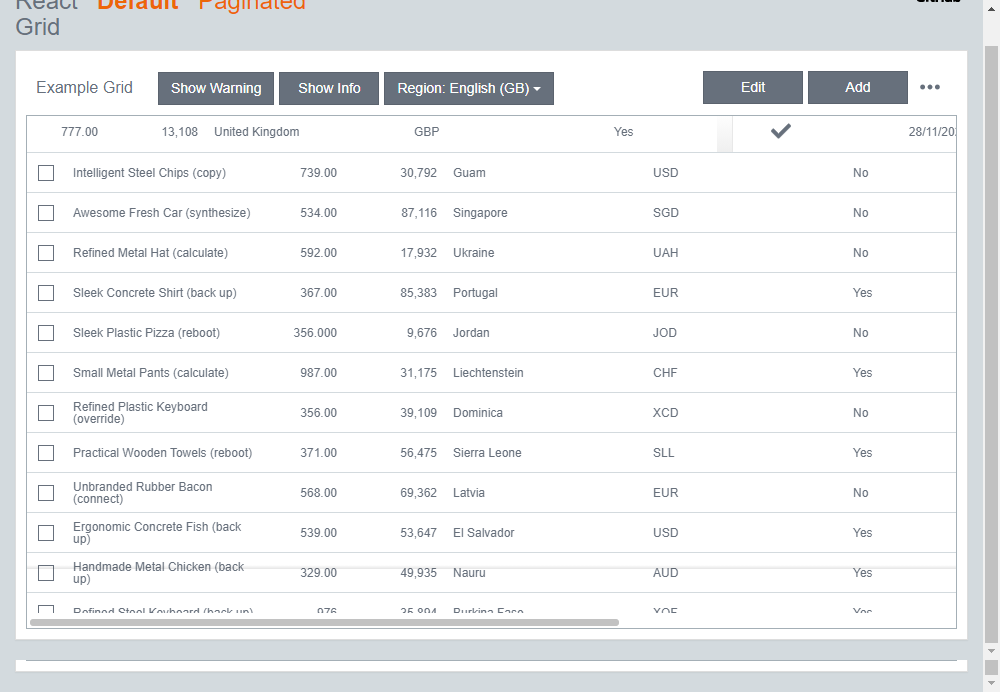 React Default Paginated
Grid
GitHub
Example Grid Show Warning Show Info Region: English (GB) Edit Add
777.00 13,108 United Kingdom GBP Yes 28/11/202
Intelligent Steel Chips (copy) 739.00 30,792 Guam USD No
Awesome Fresh Car (synthesize) 534.00 87,116 Singapore SGD No
Refined Metal Hat (calculate) 592.00 17,932 Ukraine UAH No
Sleek Concrete Shirt (back up) 367.00 85,383 Portugal EUR Yes
Sleek Plastic Pizza (reboot) 356.000 9,676 Jordan JOD No
Small Metal Pants (calculate) 987.00 31,175 Liechtenstein CHF Yes
Refined Plastic Keyboard
(override) 356.00 39,109 Dominica XCD No
Practical Wooden Towels (reboot) 371.00 56,475 Sierra Leone SLL Yes
Unbranded Rubber Bacon
(connect) 568.00 69,362 Latvia EUR No
Ergonomic Concrete Fish (back
up) 539.00 53,647 El Salvador USD Yes
Handmade Metal Chicken (back
up) 329.00 49,935 Nauru AUD Yes
Refined Steel Keyboard (back up) 976 35,894 Burkina Faso XOF Yes